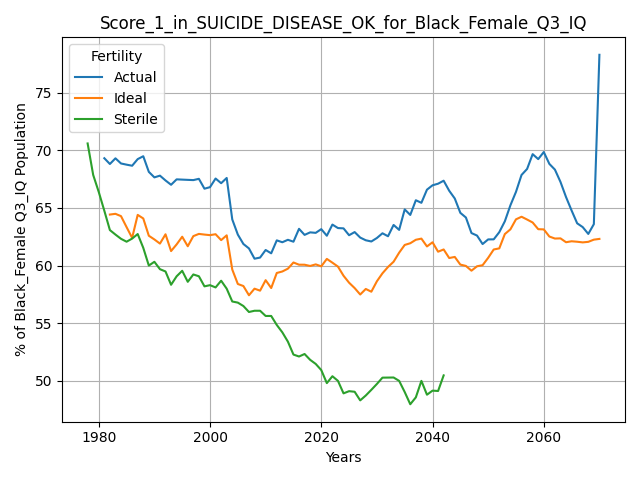 Score_1_in_SUICIDE_DISEASE_OK_for_Black_Female_Q3_IQ
Fertility
Actual
Ideal
Sterile
% of Black_Female Q3_IQ Population
75
70
65
60
55
50
1980
2000
2020
2040
2060
Years